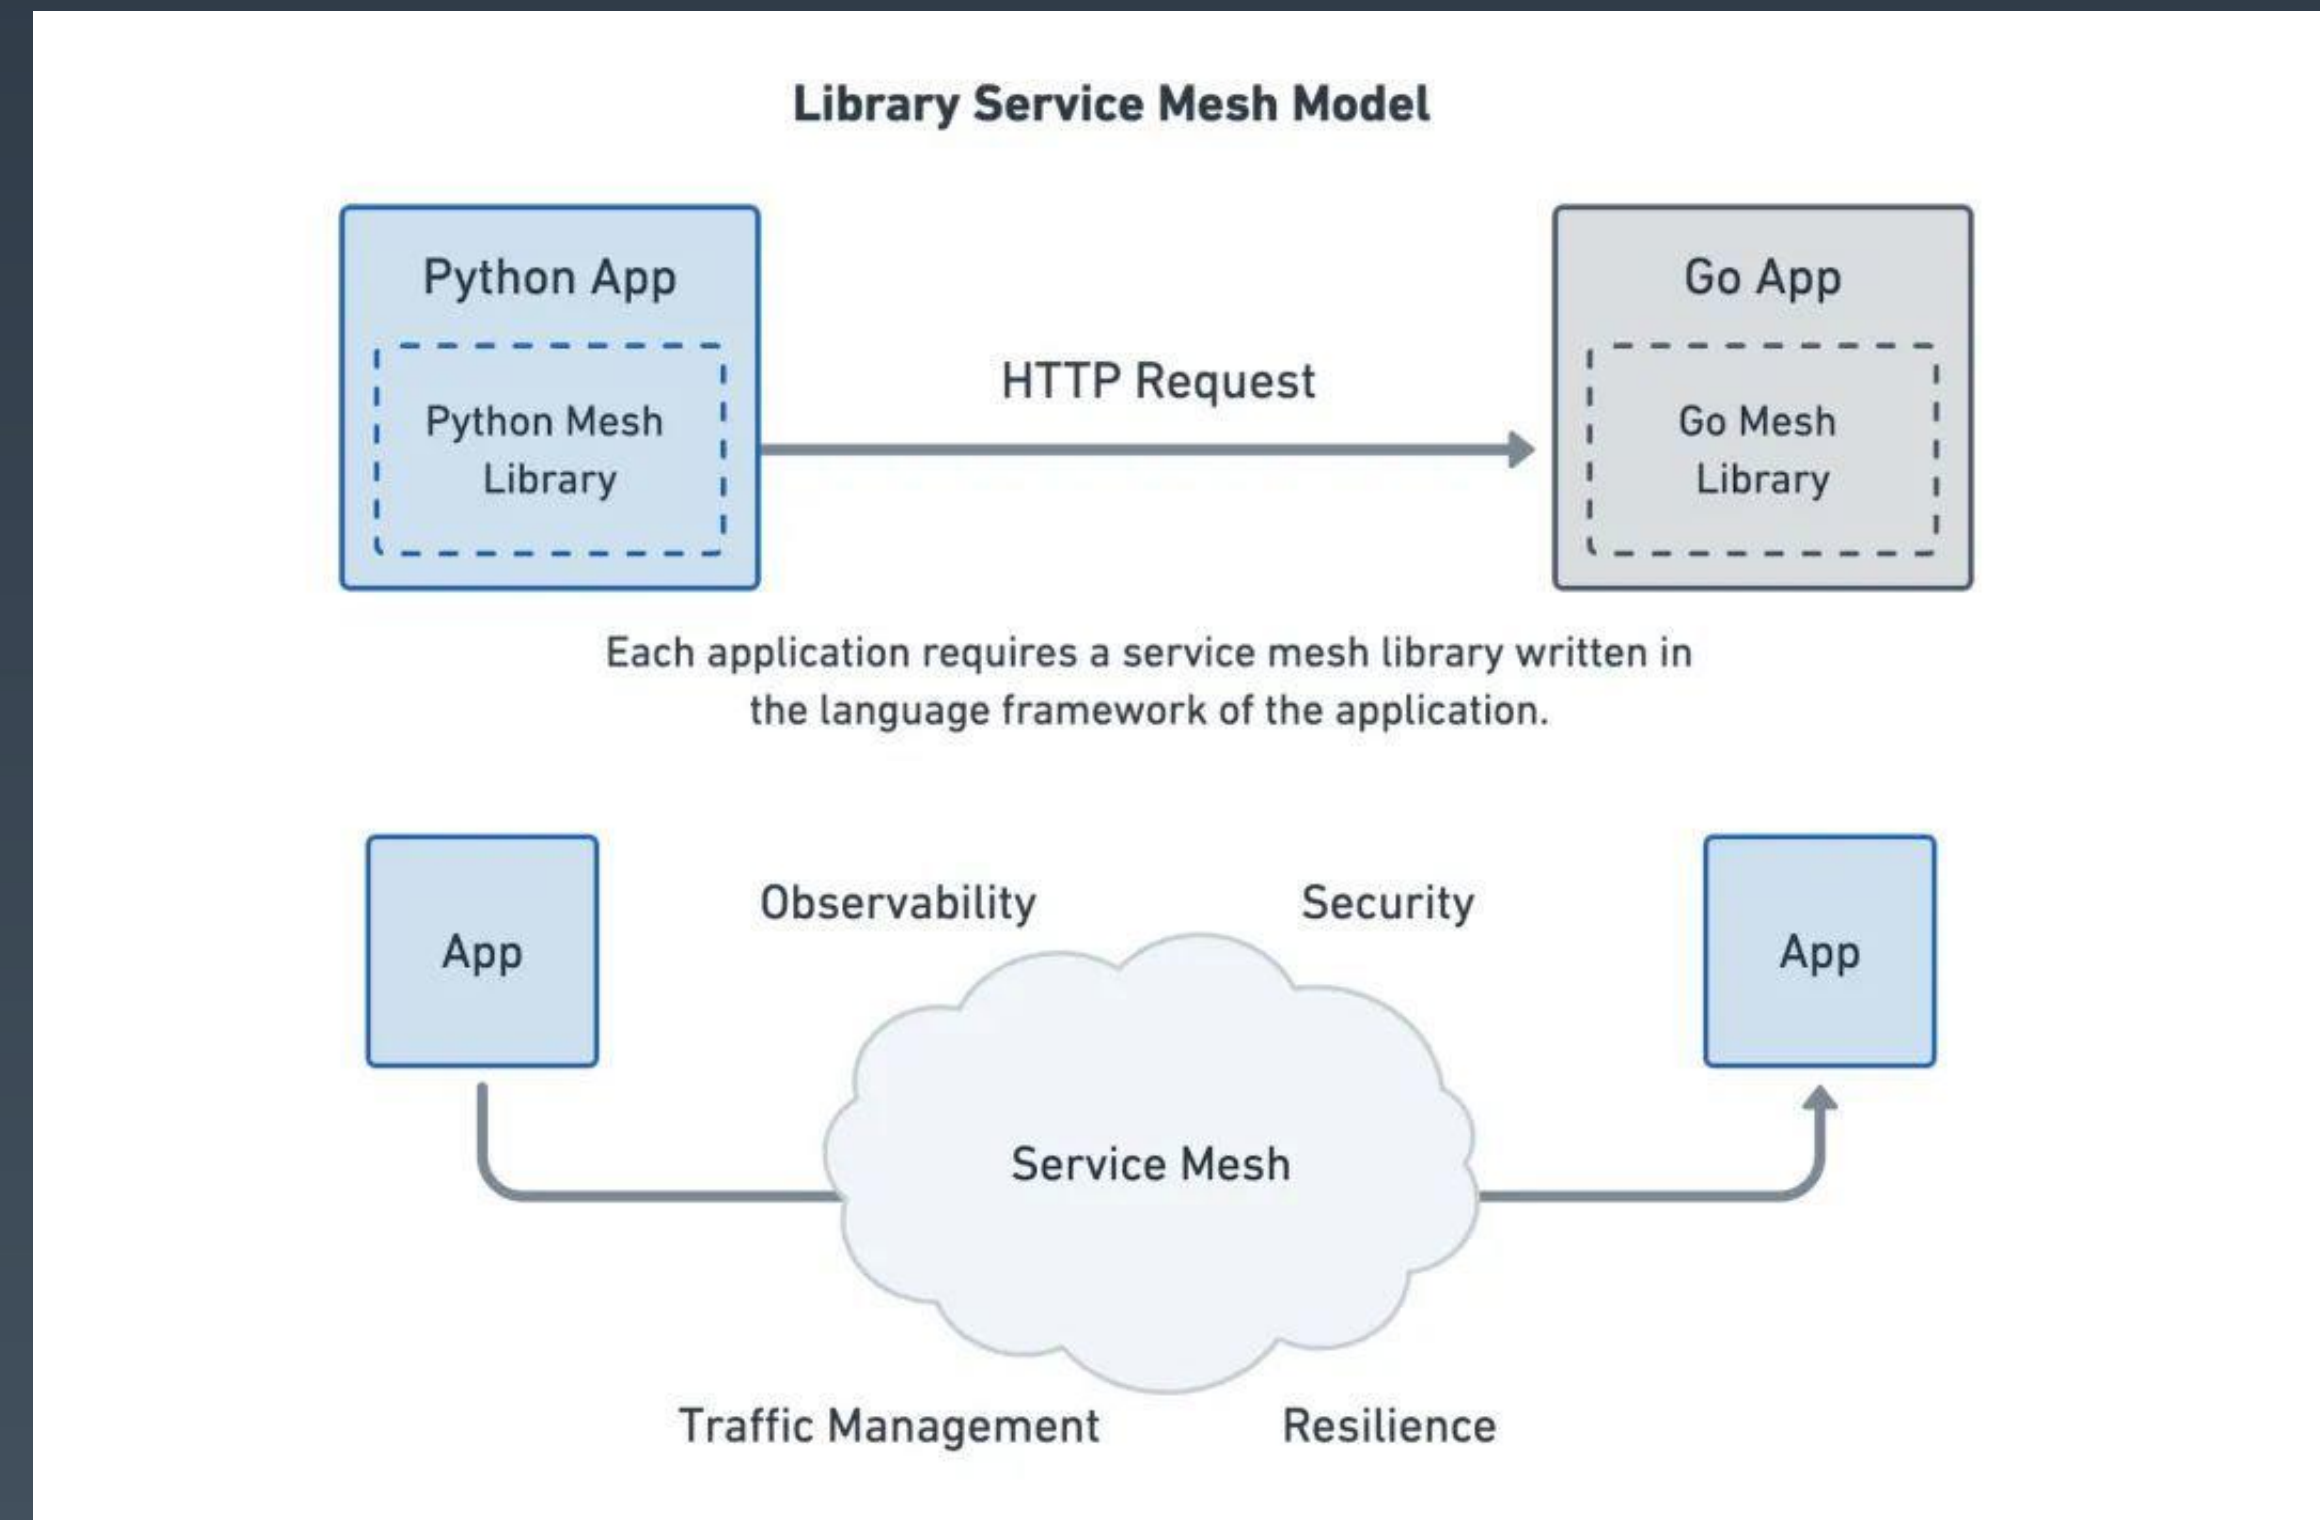 Library Service Mesh Model
Python App
Python Mesh
Library
HTTP Request
Go App
Go Mesh
Library
Each application requires a service mesh library written in
the language framework of the application.
App
Observability
Security
App
Service Mesh
Traffic Management
Resilience